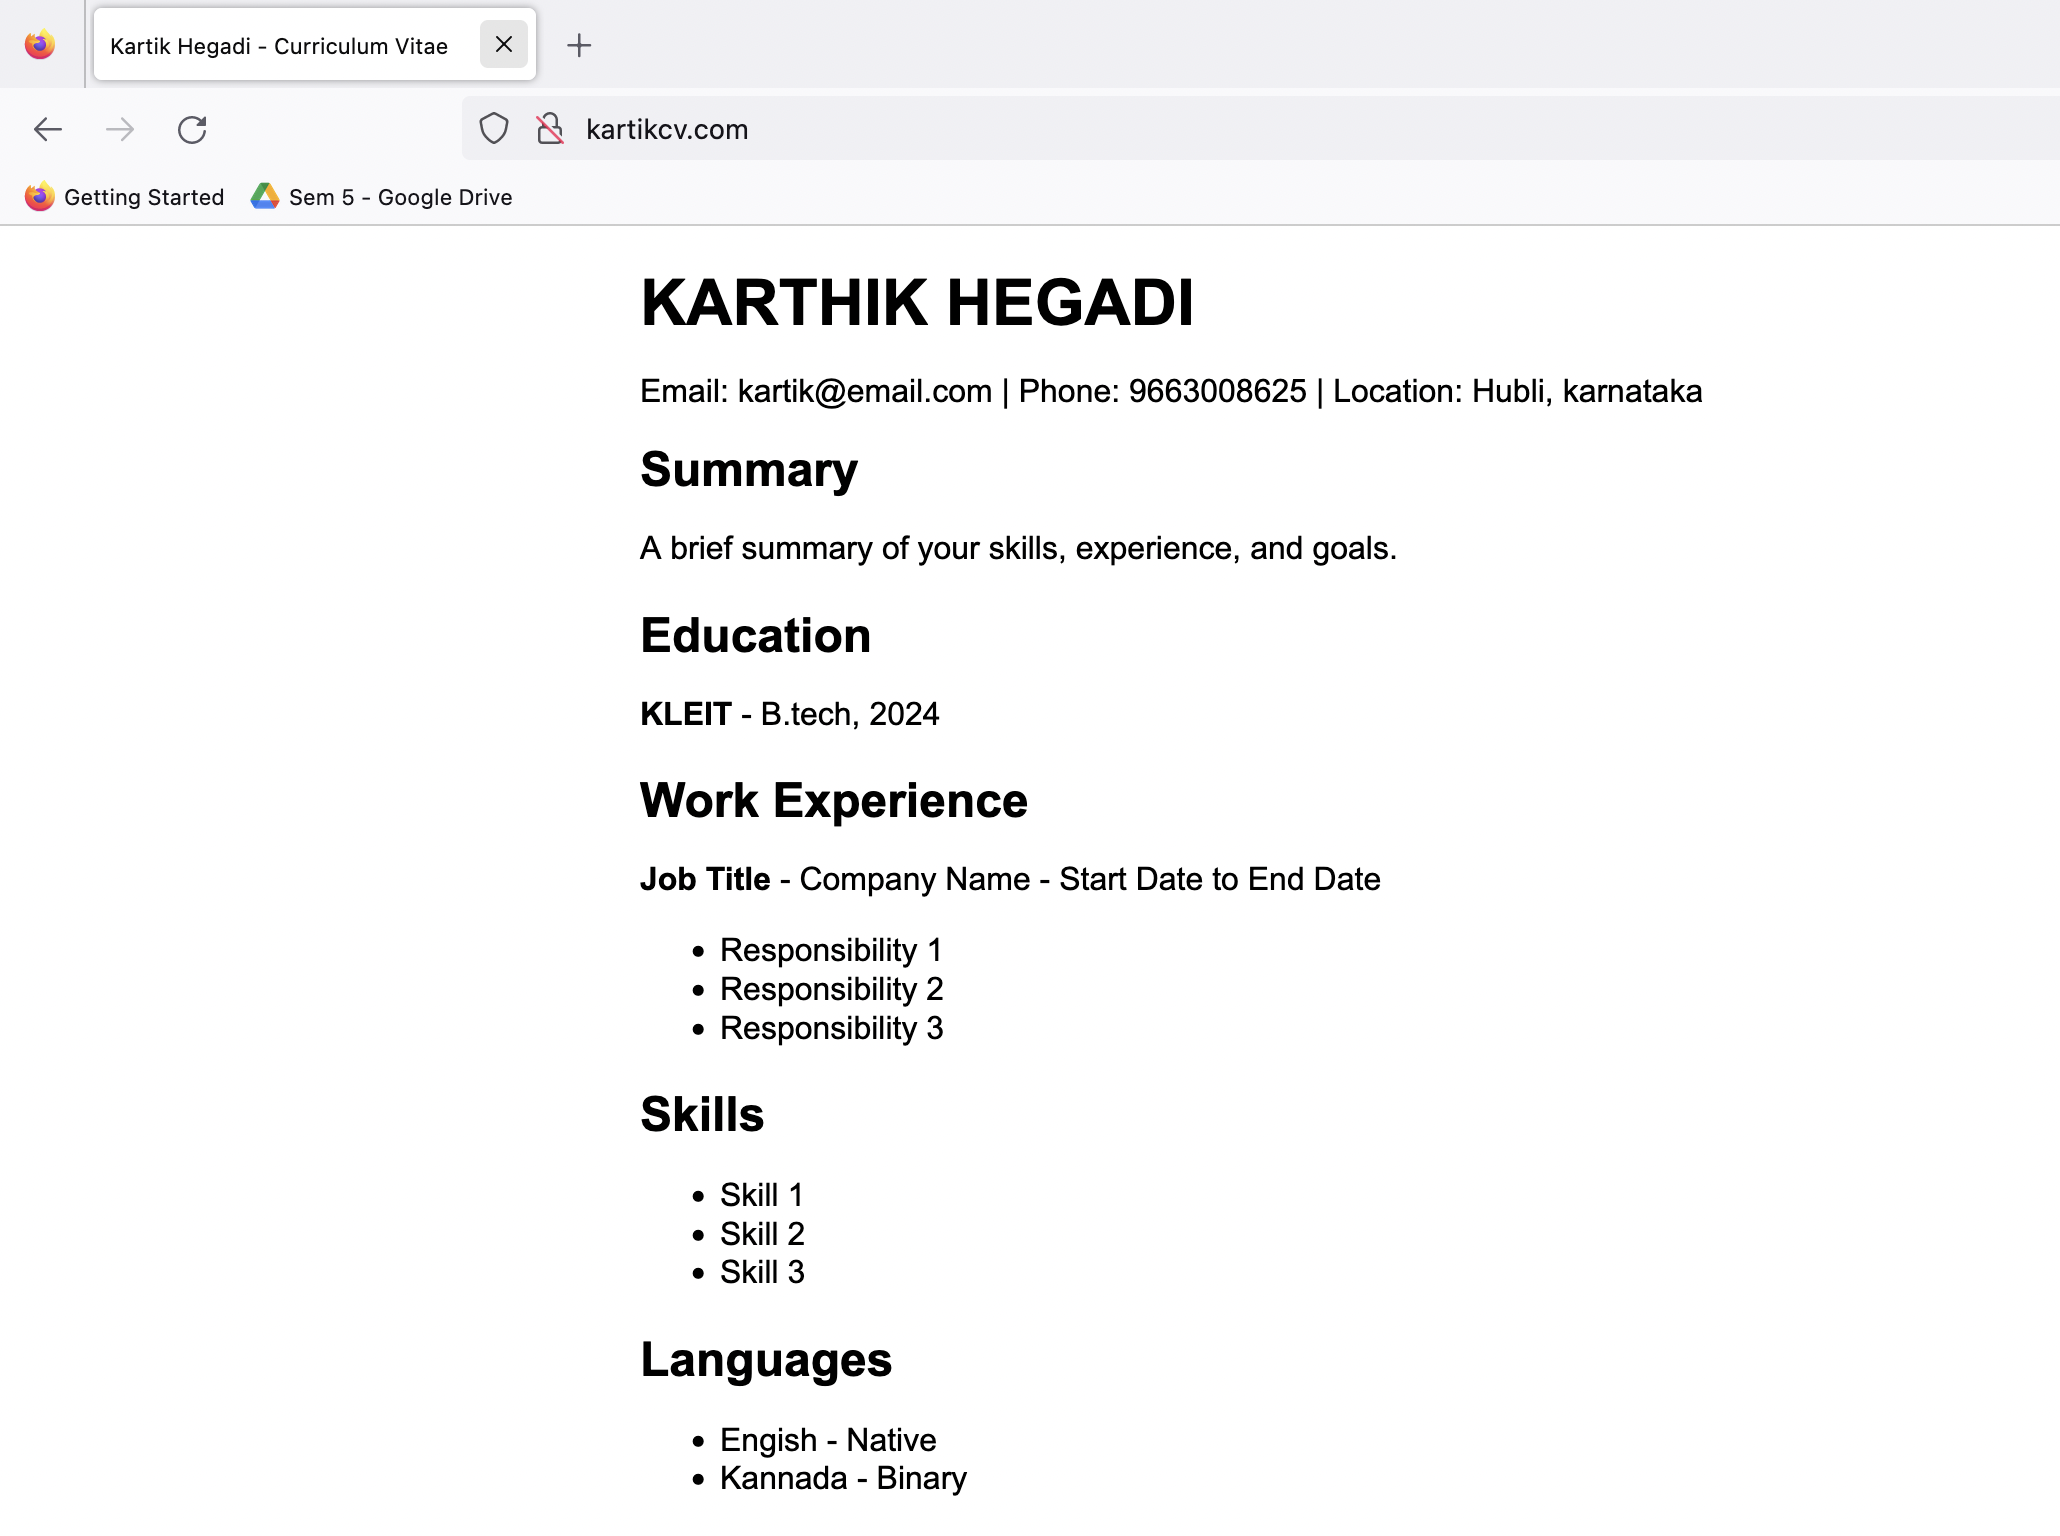 Kartik Hegadi - Curriculum Vitae
kartikcv.com
Getting Started Sem 5 - Google Drive
KARTHIK HEGADI
Email: kartik@email.com | Phone: 9663008625 | Location: Hubli, karnataka
Summary
A brief summary of your skills, experience, and goals.
Education
KLEIT - B.tech, 2024
Work Experience
Job Title - Company Name - Start Date to End Date
• Responsibility 1
• Responsibility 2
• Responsibility 3
Skills
• Skill 1
• Skill 2
• Skill 3
Languages
• Engish - Native
• Kannada - Binary